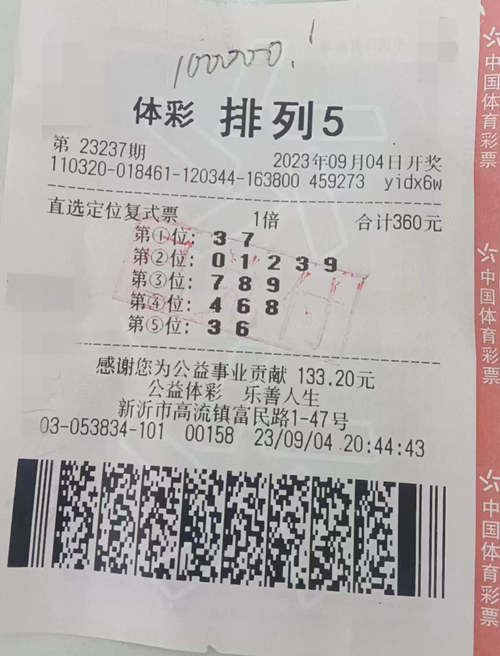 100000.!
体彩 排列5
第 23237期 2023年09月04日开奖
110320-018461-120344-163800 459273 yidx6w
直选定位复式票 1倍 合计360元
第①位: 3 7
第②位: 0 1 2 3 9
第③位: 7 8 9
第④位: 4 6 8
第⑤位: 3 6
感谢您为公益事业贡献 133.20元
公益体彩 乐善人生
新沂市高流镇富民路1-47号
03-053834-101 00158 23/09/04 20:44:43
中国体育彩票
中国体育彩票
中国体育彩票